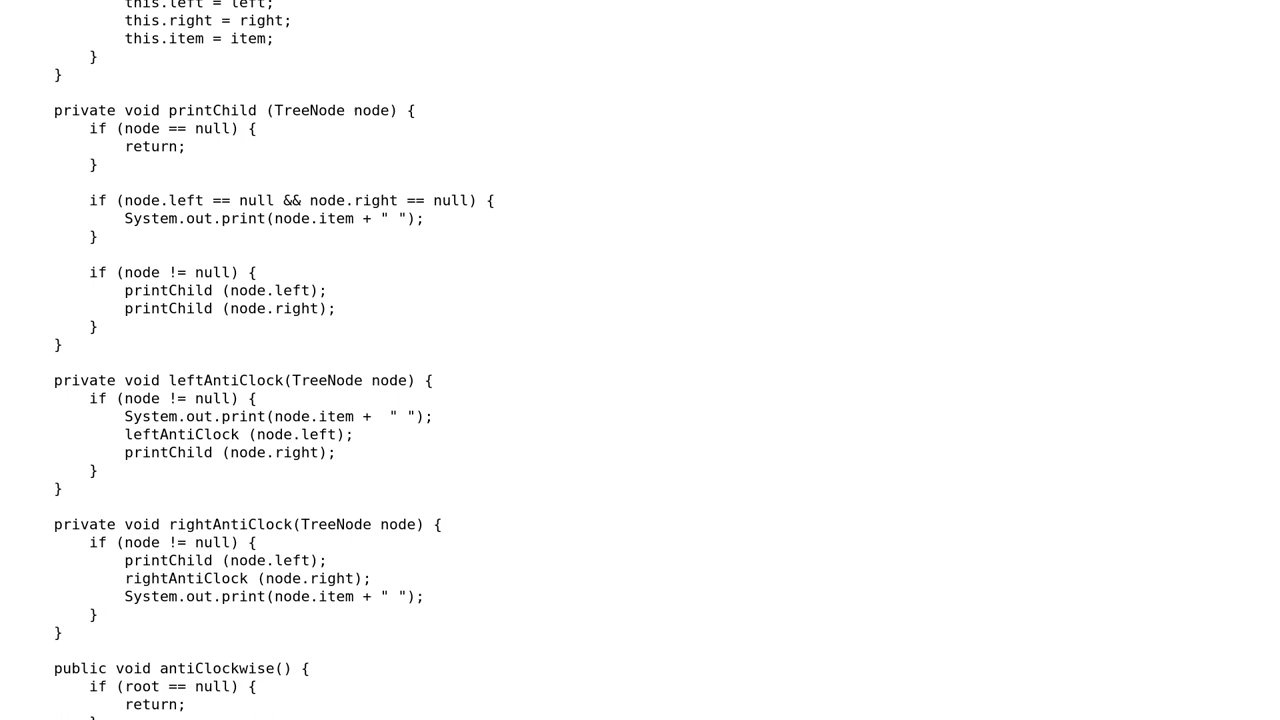 this.left = left;
this.right = right;
this.item = item;
}
}
private void printChild (TreeNode node) {
if (node == null) {
return;
}
if (node.left == null && node.right == null) {
System.out.print(node.item + " ");
}
if (node != null) {
printChild (node.left);
printChild (node.right);
}
}
private void leftAntiClock(TreeNode node) {
if (node != null) {
System.out.print(node.item +  " ");
leftAntiClock (node.left);
printChild (node.right);
}
}
private void rightAntiClock(TreeNode node) {
if (node != null) {
printChild (node.left);
rightAntiClock (node.right);
System.out.print(node.item + " ");
}
}
public void antiClockwise() {
if (root == null) {
return;
}